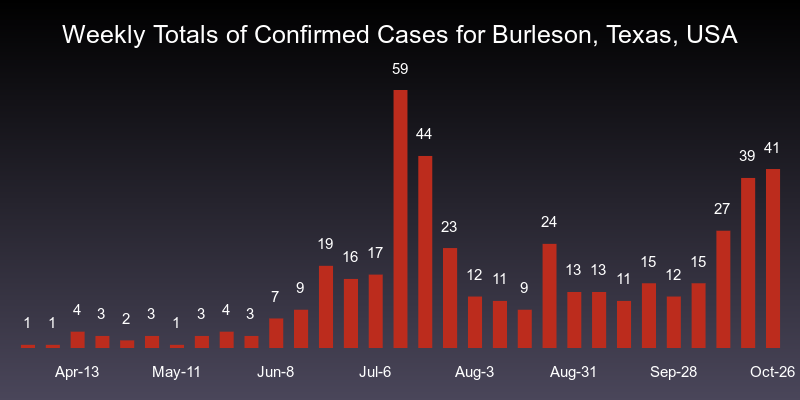 Weekly Totals of Confirmed Cases for Burleson, Texas, USA
1 1 4 3 2 3 1 3 4 3 7 9 19 16 17 59 44 23 12 11 9 24 13 13 11 15 12 15 27 39 41
Apr-13 May-11 Jun-8 Jul-6 Aug-3 Aug-31 Sep-28 Oct-26